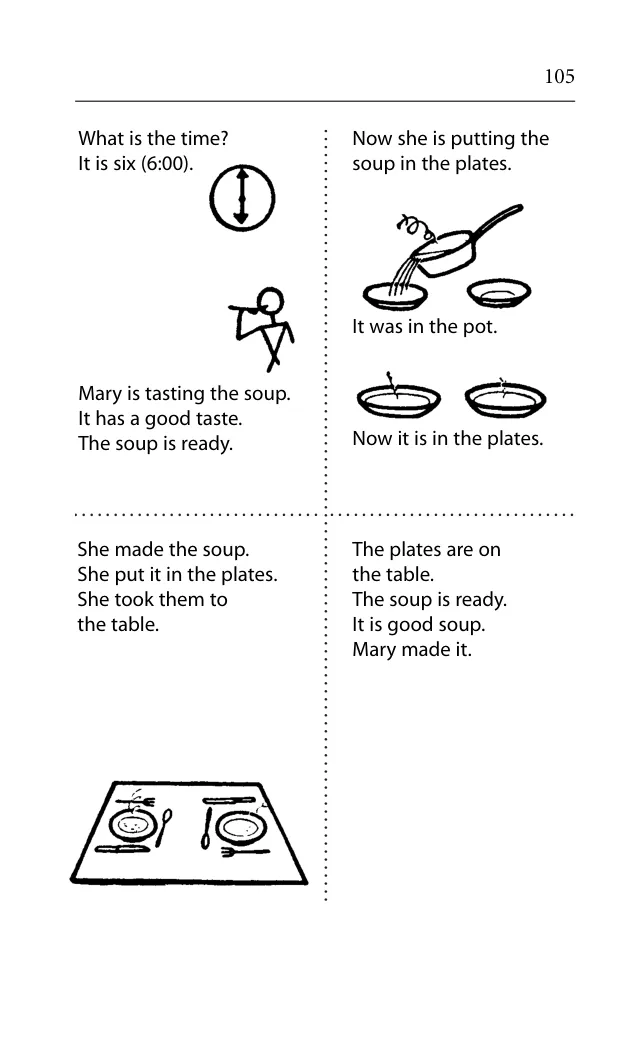 105
What is the time?
It is six (6:00).
Mary is tasting the soup.
It has a good taste.
The soup is ready.
Now she is putting the
soup in the plates.
It was in the pot.
Now it is in the plates.
She made the soup.
She put it in the plates.
She took them to
the table.
The plates are on
the table.
The soup is ready.
It is good soup.
Mary made it.